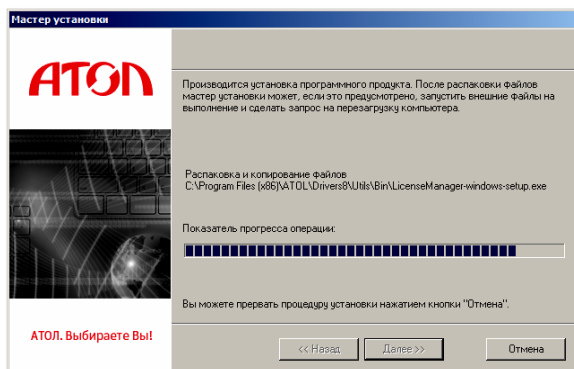 Мастер установки
АТОЛ
Производится установка программного продукта. После распаковки файлов
мастер установки может, если это предусмотрено, запустить внешние файлы на
выполнение и сделать запрос на перезагрузку компьютера.
Распаковка и копирование файлов
C:\Program Files (x86)\ATOL\Drivers8\Utils\Bin\LicenseManager-windows-setup.exe
Показатель прогресса операции:
Вы можете прервать процедуру установки нажатием кнопки "Отмена".
АТОЛ. Выбираете Вы!
<< Назад
Далее >>
Отмена